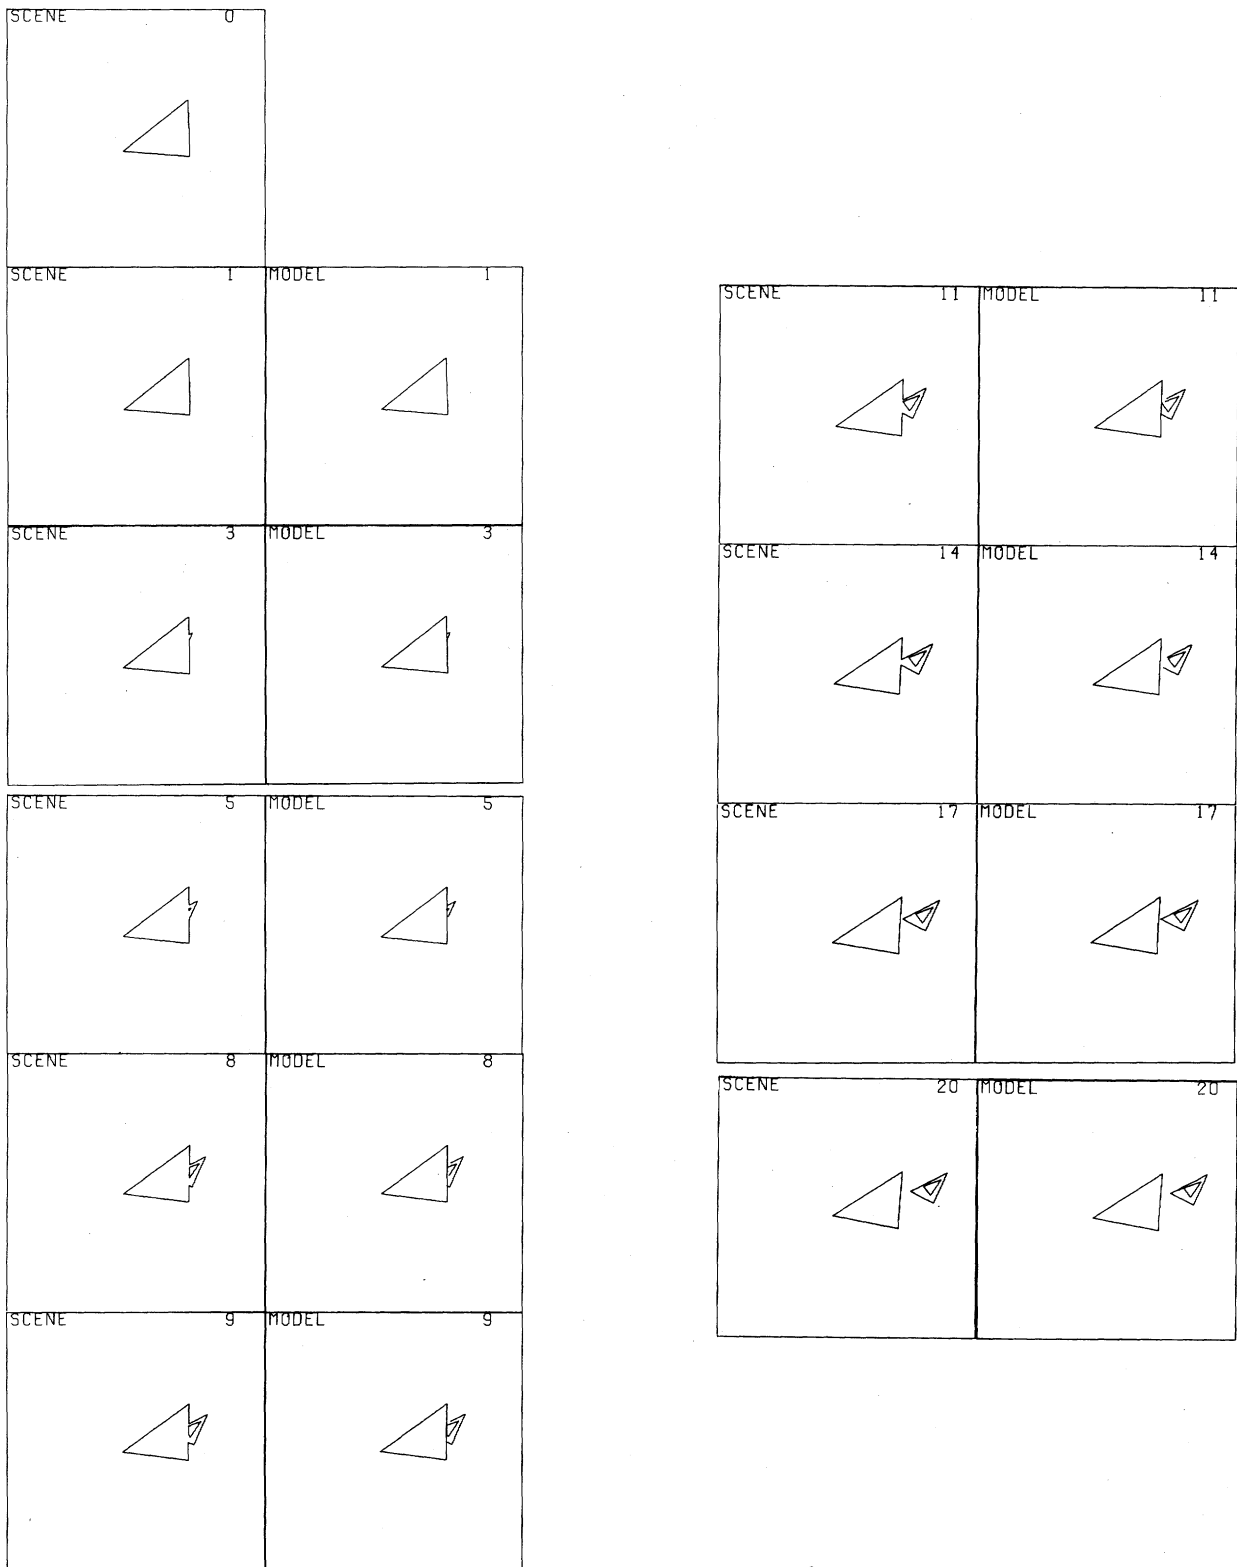 SCENE 0
SCENE 1 MODEL 1
SCENE 3 MODEL 3
SCENE 5 MODEL 5
SCENE 8 MODEL 8
SCENE 9 MODEL 9
SCENE 11 MODEL 11
SCENE 14 MODEL 14
SCENE 17 MODEL 17
SCENE 20 MODEL 20